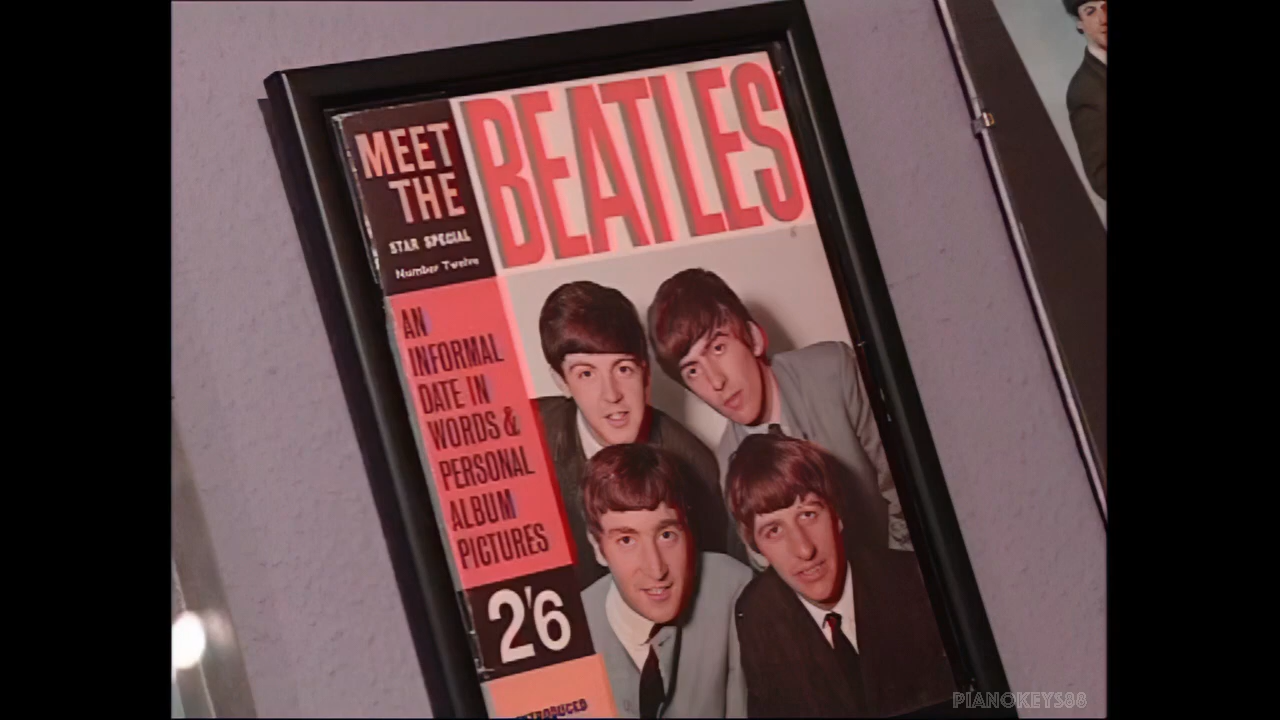 MEET
THE
BEATLES
STAR SPECIAL
Number Twelve
AN
INFORMAL
DATE IN
WORDS &
PERSONAL
ALBUM
PICTURES
2'6
PIANOKEYS88